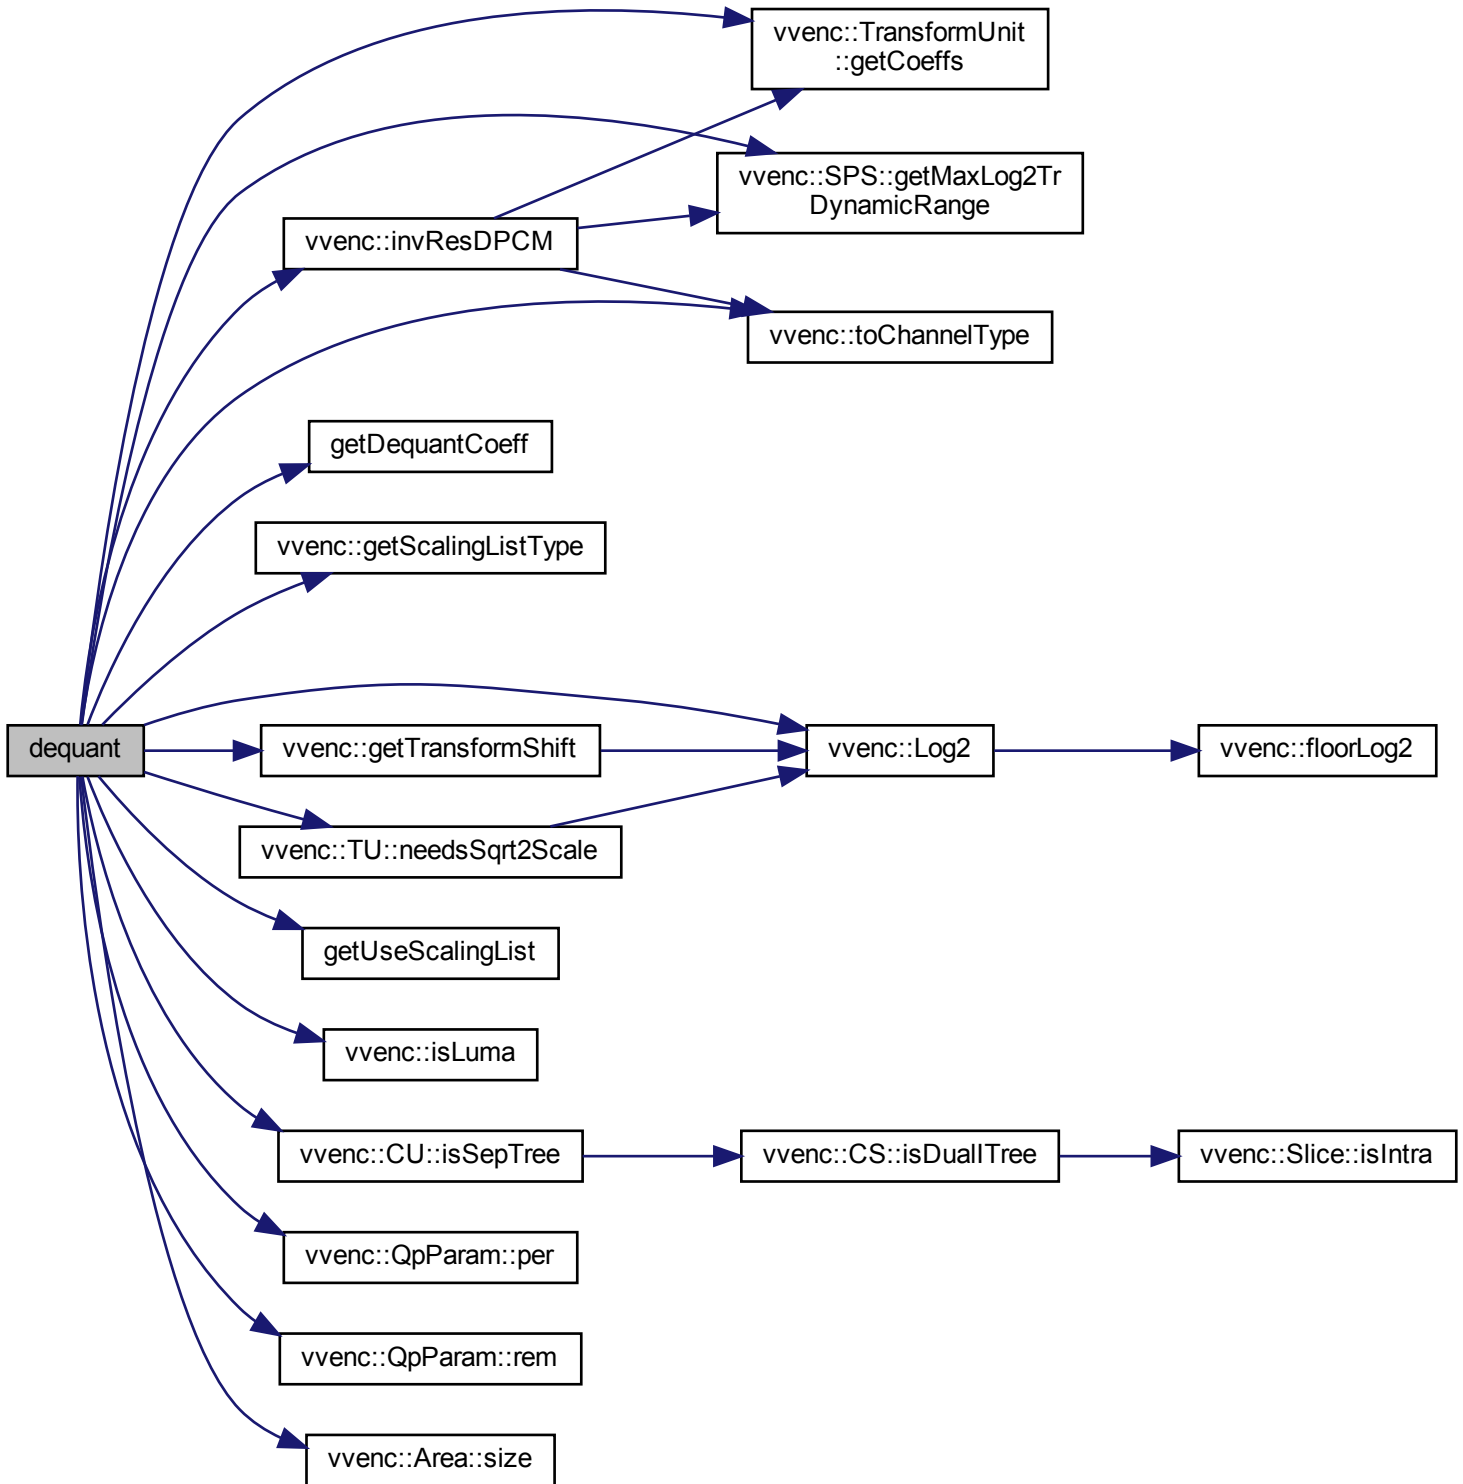 vvenc::TransformUnit
::getCoeffs
vvenc::SPS::getMaxLog2Tr
DynamicRange
vvenc::invResDPCM
vvenc::toChannelType
getDequantCoeff
vvenc::getScalingListType
dequant
vvenc::getTransformShift
vvenc::Log2
vvenc::floorLog2
vvenc::TU::needsSqrt2Scale
getUseScalingList
vvenc::isLuma
vvenc::CU::isSepTree
vvenc::CS::isDualITree
vvenc::Slice::isIntra
vvenc::QpParam::per
vvenc::QpParam::rem
vvenc::Area::size